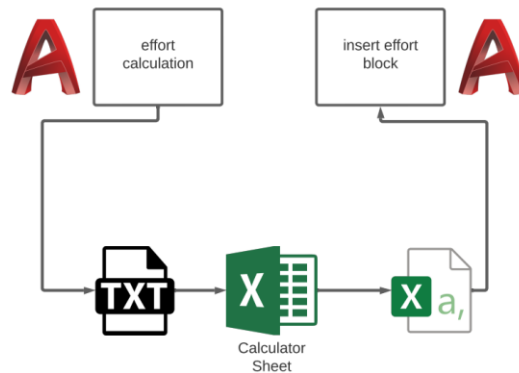 effort
calculation
insert effort
block
TXT
X
X
a,
Calculator
Sheet